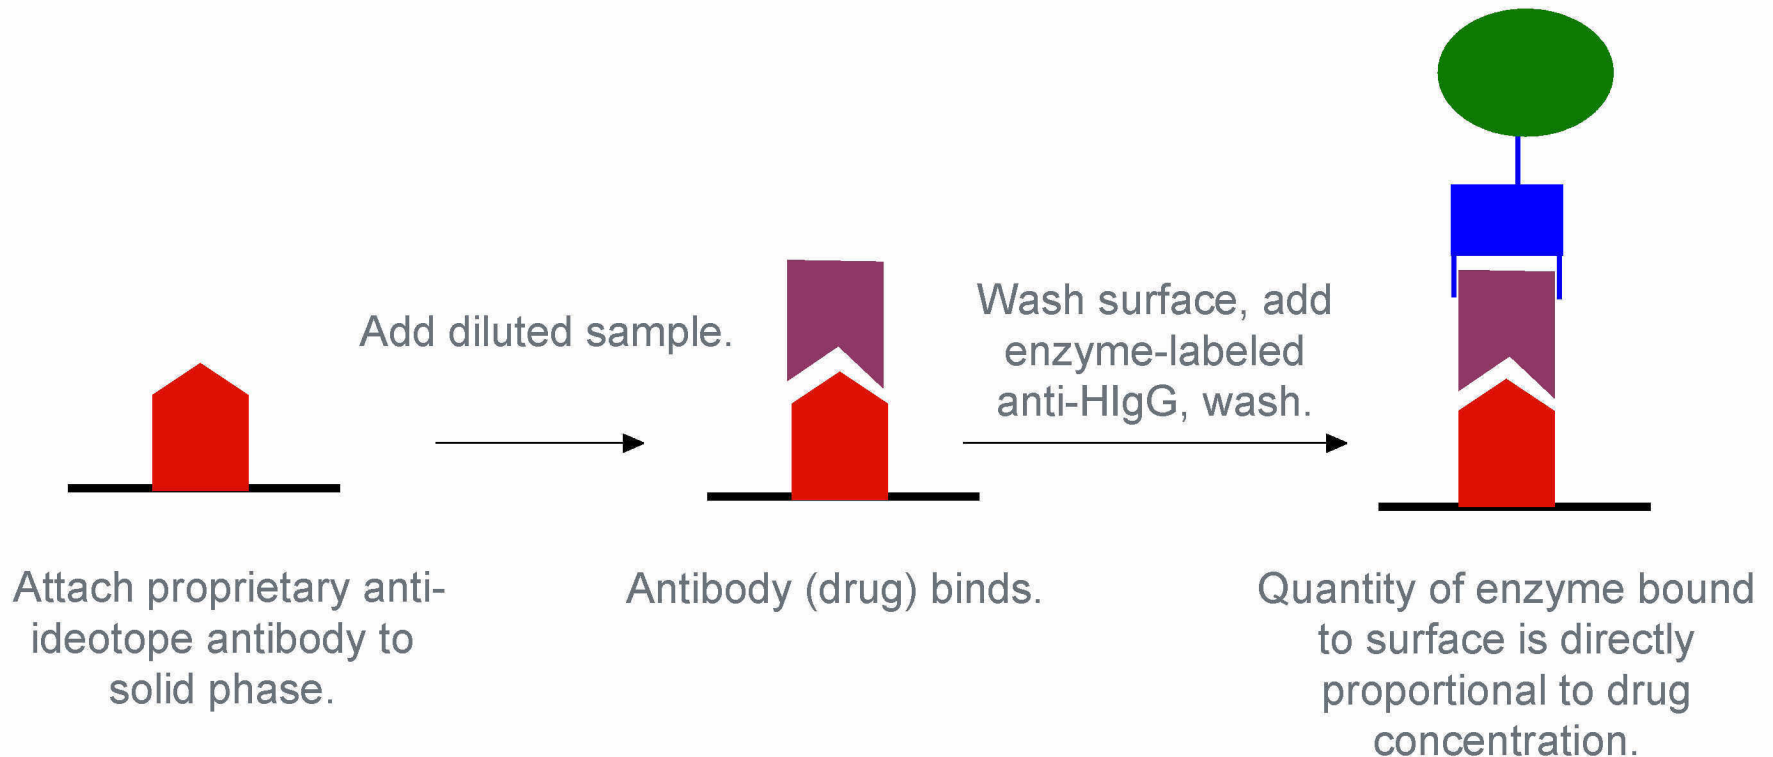 Add diluted sample.
Wash surface, add
enzyme-labeled
anti-HIgG, wash.
Attach proprietary anti-
ideotope antibody to
solid phase.
Antibody (drug) binds.
Quantity of enzyme bound
to surface is directly
proportional to drug
concentration.